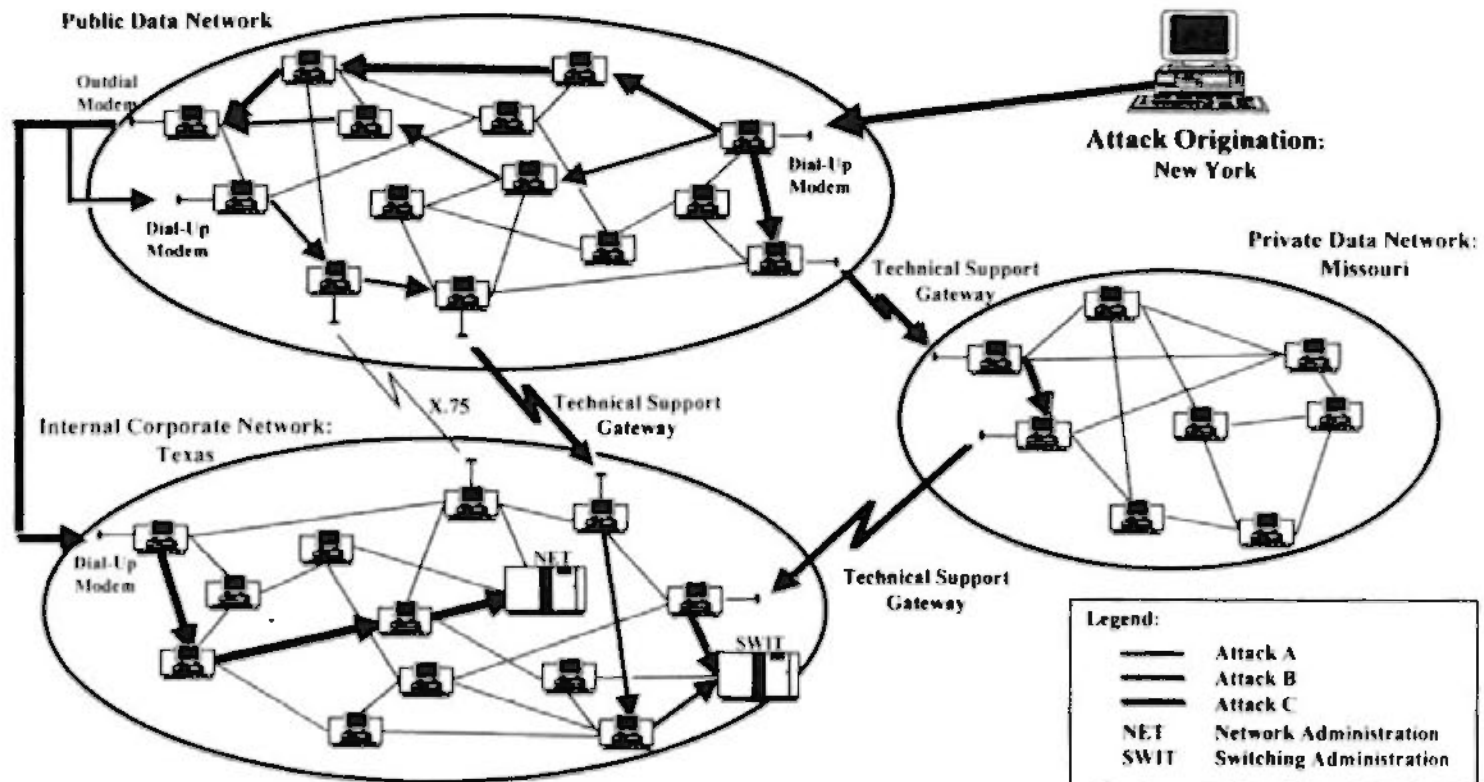 Public Data Network
Outdial
Modem
Dial-Up
Modem
Dial-Up
Modem
Attack Origination:
New York
Technical Support
Gateway
Private Data Network:
Missouri
X.75
Technical Support
Gateway
Internal Corporate Network:
Texas
Dial-Up
Modem
NET
SWIT
Technical Support
Gateway
Legend:
Attack A
Attack B
Attack C
NET Network Administration
SWIT Switching Administration